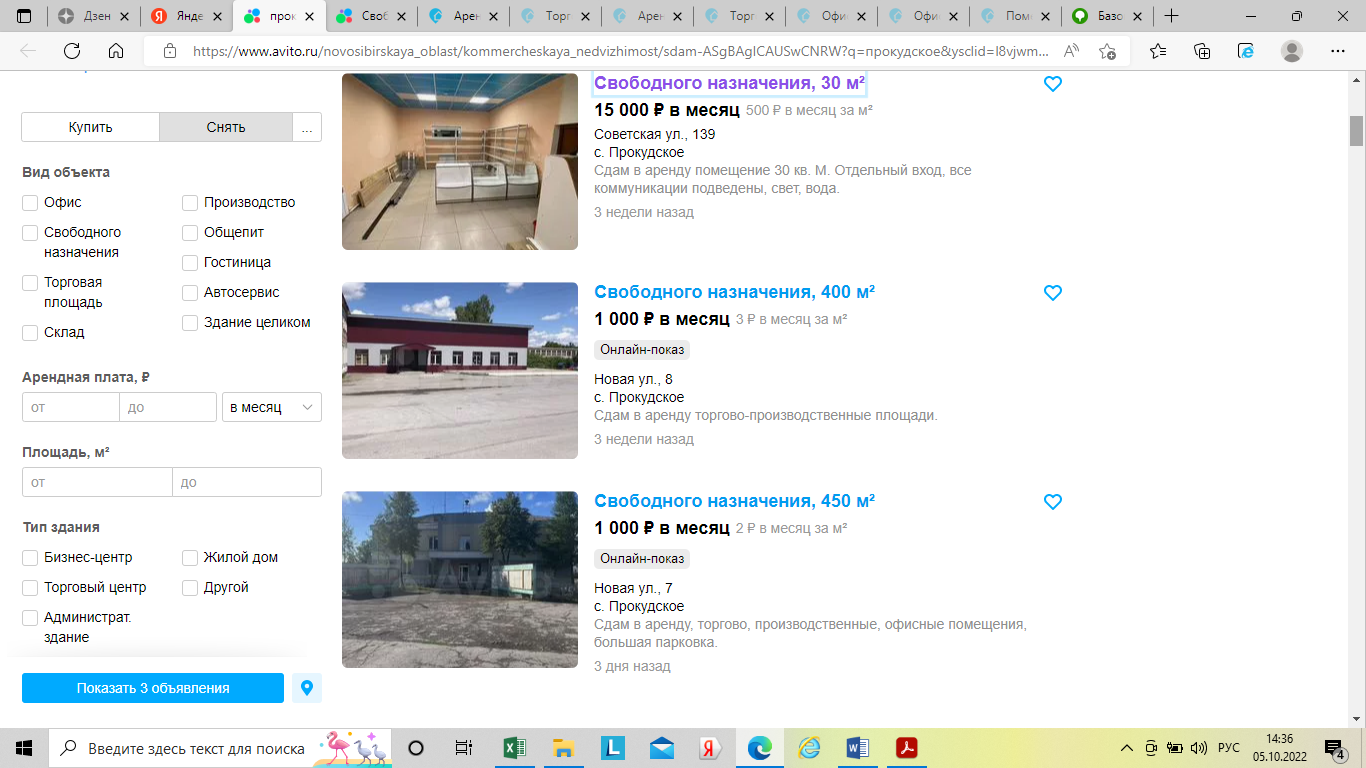 Дзен
Янде
прок
Своб
Арен
Торг
Арен
Торг
Офис
Офис
Пом
Базо
https://www.avito.ru/novosibirskaya_oblast/kommercheskaya_nedvizhimost/sdam-ASgBAgICAUSwCNRW?q=прокудское&ysclid=l8vjwm...
Купить
Снять
...
Вид объекта
Офис
Производство
Свободного
назначения
Общепит
Гостиница
Торговая
площадь
Автосервис
Склад
Здание целиком
Арендная плата, ₽
от
до
в месяц
Площадь, м²
от
до
Тип здания
Бизнес-центр
Жилой дом
Торговый центр
Другой
Администрат.
здание
Показать 3 объявления
Свободного назначения, 30 м²
15 000 ₽ в месяц 500 ₽ в месяц за м²
Советская ул., 139
с. Прокудское
Сдам в аренду помещение 30 кв. М. Отдельный вход, все
коммуникации подведены, свет, вода.
3 недели назад
Свободного назначения, 400 м²
1 000 ₽ в месяц 3 ₽ в месяц за м²
Онлайн-показ
Новая ул., 8
с. Прокудское
Сдам в аренду торгово-производственные площади.
3 недели назад
Свободного назначения, 450 м²
1 000 ₽ в месяц 2 ₽ в месяц за м²
Онлайн-показ
Новая ул., 7
с. Прокудское
Сдам в аренду, торгово, производственные, офисные помещения,
большая парковка.
3 дня назад
Введите здесь текст для поиска
РУС
14:36
05.10.2022
4